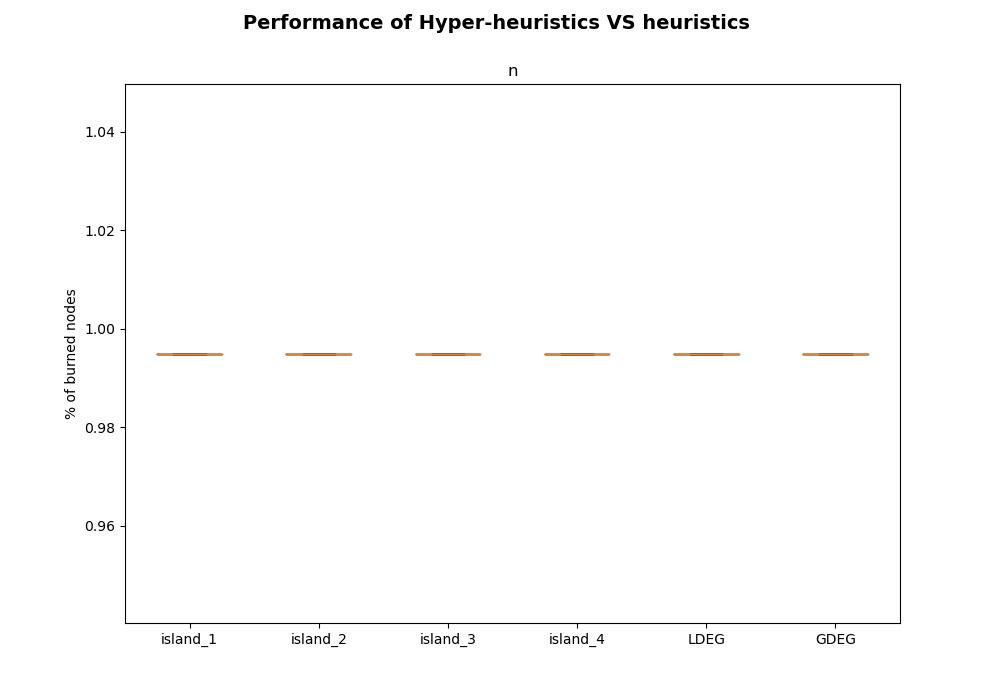 Performance of Hyper-heuristics VS heuristics
n
% of burned nodes
1.04
1.02
1.00
0.98
0.96
island_1 island_2 island_3 island_4 LDEG GDEG